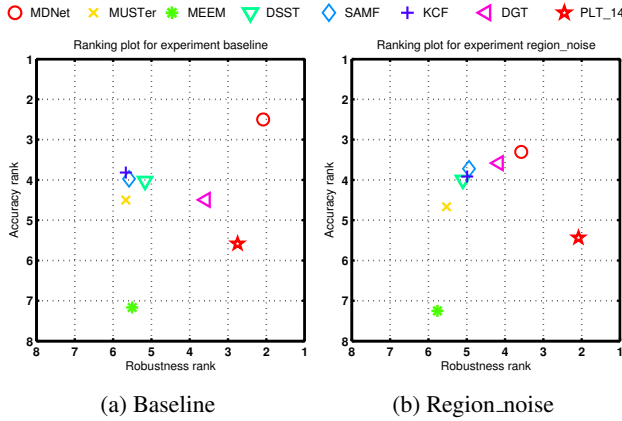 MDNet MUSTer MEEM DSST SAMF KCF DGT PLT_14
Ranking plot for experiment baseline
1
2
3
4
5
6
7
8
Accuracy rank
8 7 6 5 4 3 2 1
Robustness rank
(a) Baseline
Ranking plot for experiment region_noise
1
2
3
4
5
6
7
8
Accuracy rank
8 7 6 5 4 3 2 1
Robustness rank
(b) Region_noise